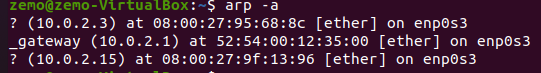 zemo@zemo-VirtualBox:~$ arp -a
? (10.0.2.3) at 08:00:27:95:68:8c [ether] on enp0s3
_gateway (10.0.2.1) at 52:54:00:12:35:00 [ether] on enp0s3
? (10.0.2.15) at 08:00:27:9f:13:96 [ether] on enp0s3